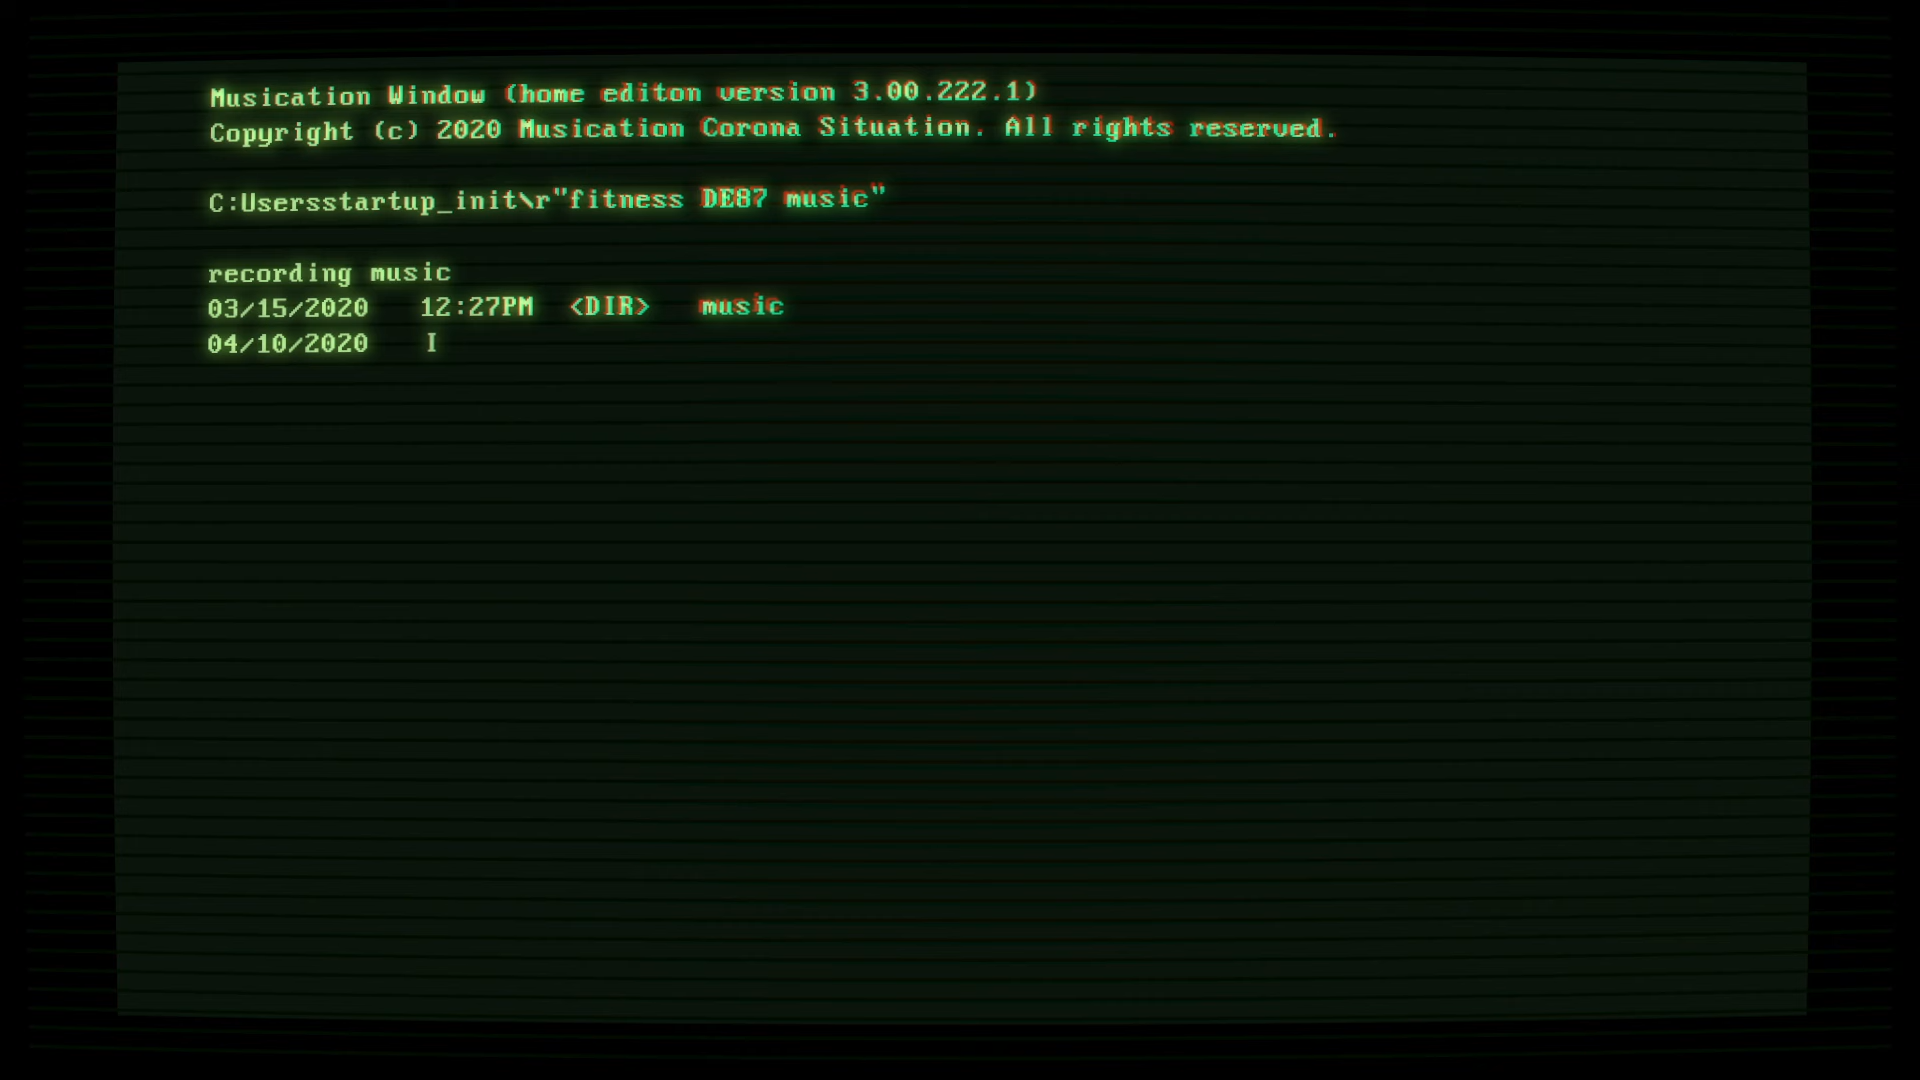 Musication Window (home editon version 3.00.222.1)
Copyright (c) 2020 Musication Corona Situation. All rights reserved.
C:Usersstartup_init\r"fitness DE87 music"
recording music
03/15/2020 12:27PM <DIR> music
04/10/2020 I